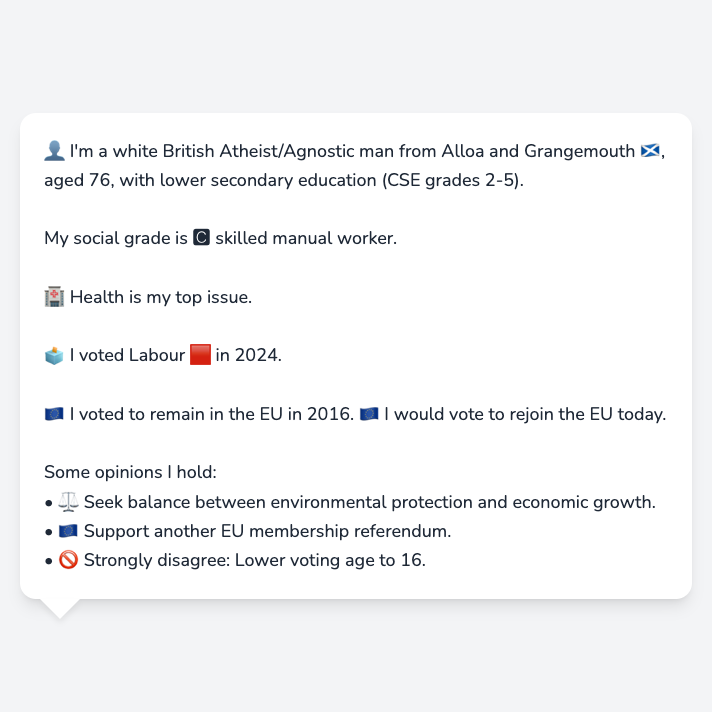 👤 I'm a white British Atheist/Agnostic man from Alloa and Grangemouth 🏴󠁧󠁢󠁳󠁣󠁴󠁿,
aged 76, with lower secondary education (CSE grades 2-5).
My social grade is 🅲 skilled manual worker.
🏥 Health is my top issue.
🗳️ I voted Labour 🟥 in 2024.
🇪🇺 I voted to remain in the EU in 2016. 🇪🇺 I would vote to rejoin the EU today.
Some opinions I hold:
• ⚖️ Seek balance between environmental protection and economic growth.
• 🇪🇺 Support another EU membership referendum.
• 🚫 Strongly disagree: Lower voting age to 16.